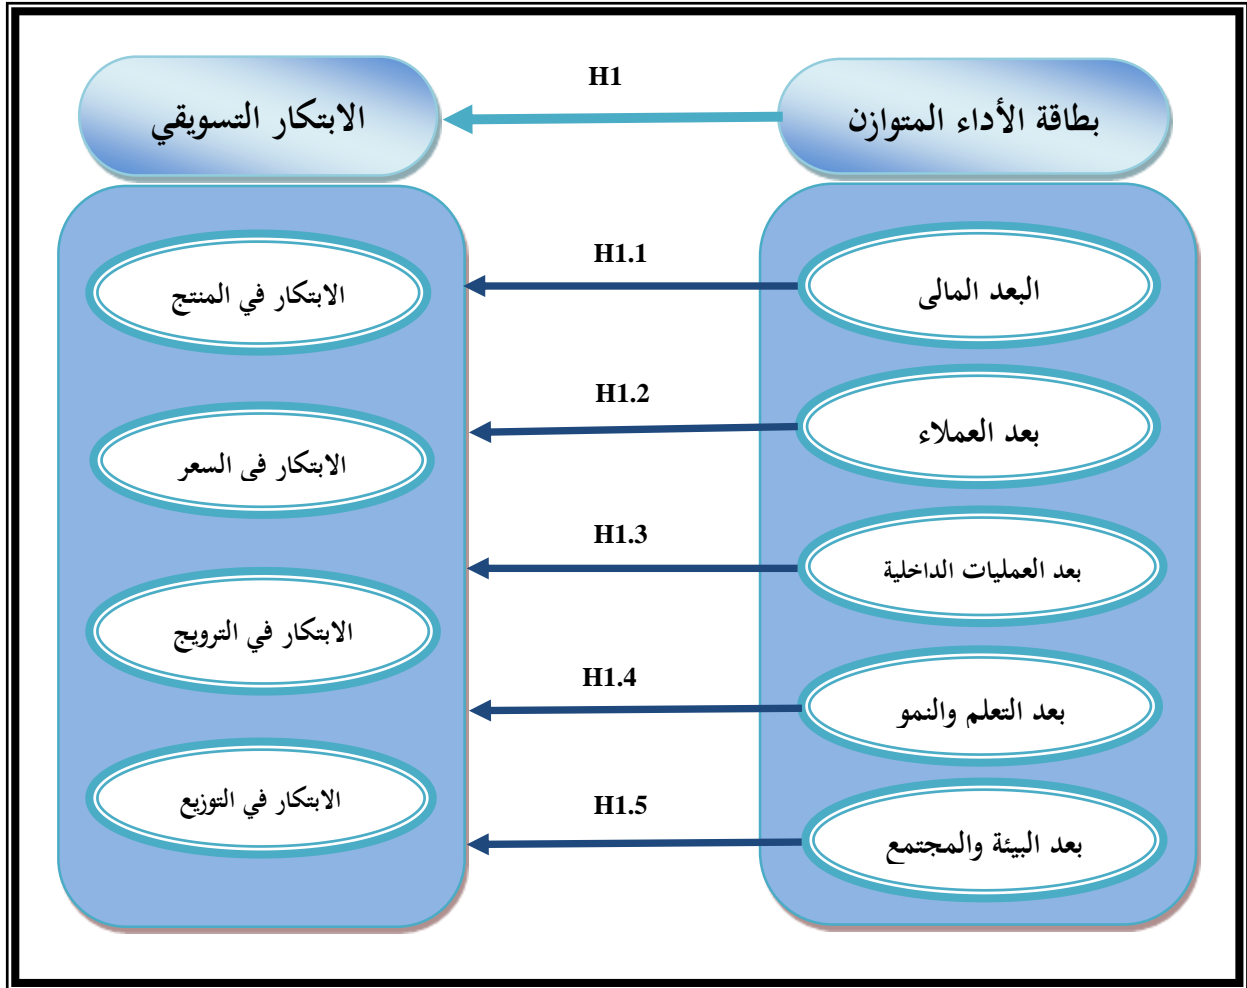 بطاقة الأداء المتوازن
H1
الابتكار التسويقي
البعد المالى
H1.1
الابتكار في المنتج
بعد العملاء
H1.2
الابتكار فى السعر
بعد العمليات الداخلية
H1.3
الابتكار في الترويج
بعد التعلم والنمو
H1.4
الابتكار في التوزيع
بعد البيئة والمجتمع
H1.5